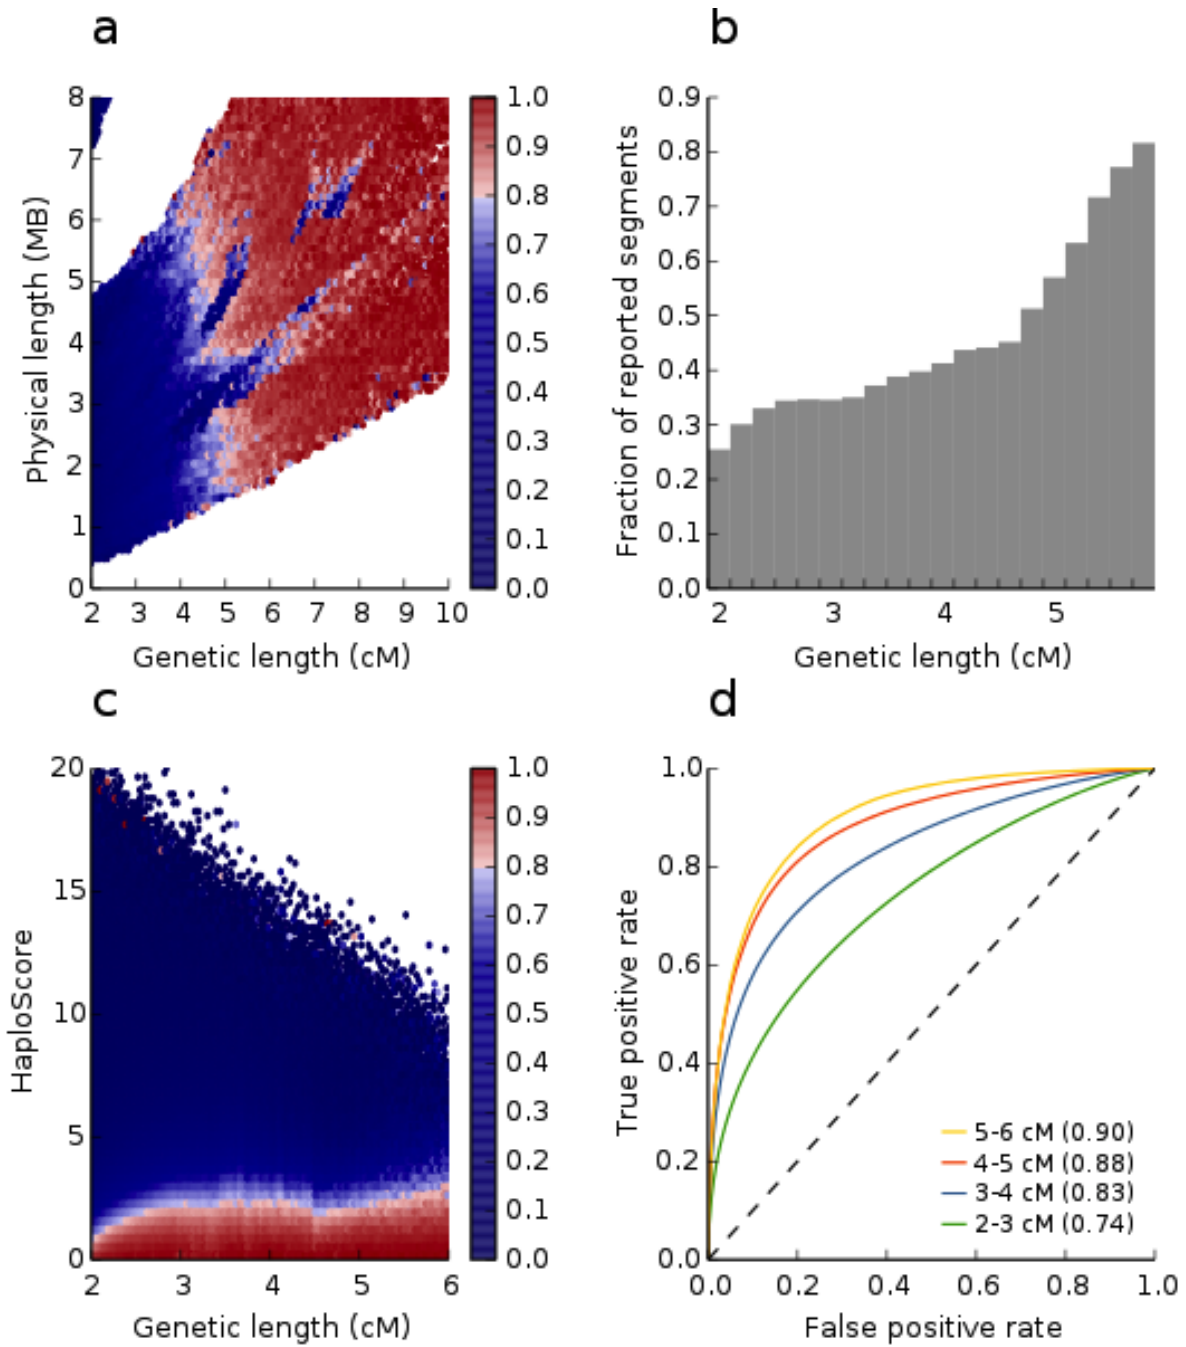 a
Physical length (MB)
8
7
6
5
4
3
2
1
0
2 3 4 5 6 7 8 9 10
Genetic length (cM)
1.0
0.9
0.8
0.7
0.6
0.5
0.4
0.3
0.2
0.1
0.0
b
Fraction of reported segments
0.9
0.8
0.7
0.6
0.5
0.4
0.3
0.2
0.1
0.0
2 3 4 5
Genetic length (cM)
c
HaploScore
20
15
10
5
0
2 3 4 5 6
Genetic length (cM)
1.0
0.9
0.8
0.7
0.6
0.5
0.4
0.3
0.2
0.1
0.0
d
True positive rate
1.0
0.8
0.6
0.4
0.2
0.0
5-6 cM (0.90)
4-5 cM (0.88)
3-4 cM (0.83)
2-3 cM (0.74)
0.0 0.2 0.4 0.6 0.8 1.0
False positive rate